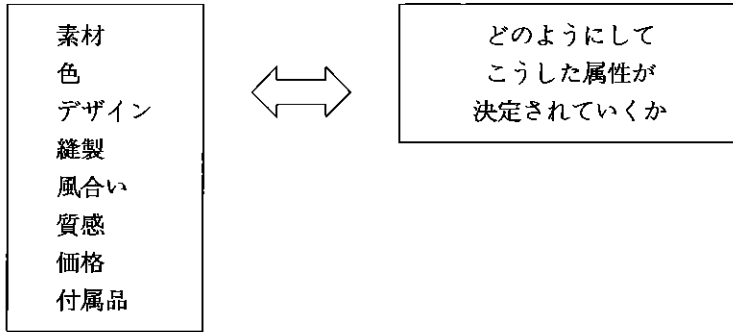 素材
色
デザイン
縫製
風合い
質感
価格
付属品
どのようにして
こうした属性が
決定されていくか